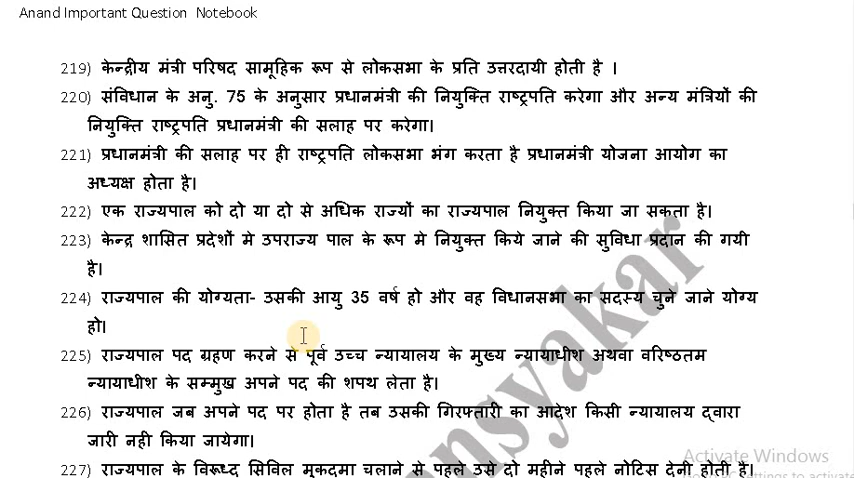 Anand Important Question Notebook
219) केन्द्रीय मंत्री परिषद सामूहिक रूप से लोकसभा के प्रति उत्तरदायी होती है ।
220) संविधान के अनु. 75 के अनुसार प्रधानमंत्री की नियुक्ति राष्ट्रपति करेगा और अन्य मंत्रियों की
नियुक्ति राष्ट्रपति प्रधानमंत्री की सलाह पर करेगा।
221) प्रधानमंत्री की सलाह पर ही राष्ट्रपति लोकसभा भंग करता है प्रधानमंत्री योजना आयोग का
अध्यक्ष होता है।
222) एक राज्यपाल को दो या दो से अधिक राज्यों का राज्यपाल नियुक्त किया जा सकता है।
223) केन्द्र शासित प्रदेशों मे उपराज्य पाल के रूप मे नियुक्त किये जाने की सुविधा प्रदान की गयी
है।
224) राज्यपाल की योग्यता- उसकी आयु 35 वर्ष हो और वह विधानसभा का सदस्य चुने जाने योग्य
हो।
225) राज्यपाल पद ग्रहण करने से पूर्व उच्च न्यायालय के मुख्य न्यायाधीश अथवा वरिष्ठतम
न्यायाधीश के सम्मुख अपने पद की शपथ लेता है।
226) राज्यपाल जब अपने पद पर होता है तब उसकी गिरफ्तारी का आदेश किसी न्यायालय द्वारा
जारी नही किया जायेगा।
227) राज्यपाल के विरूध्द सिविल मुकदमा चलाने से पहले उसे दो महीने पहले नोटिस देनी होती है।
ansyakar
Activate Windows